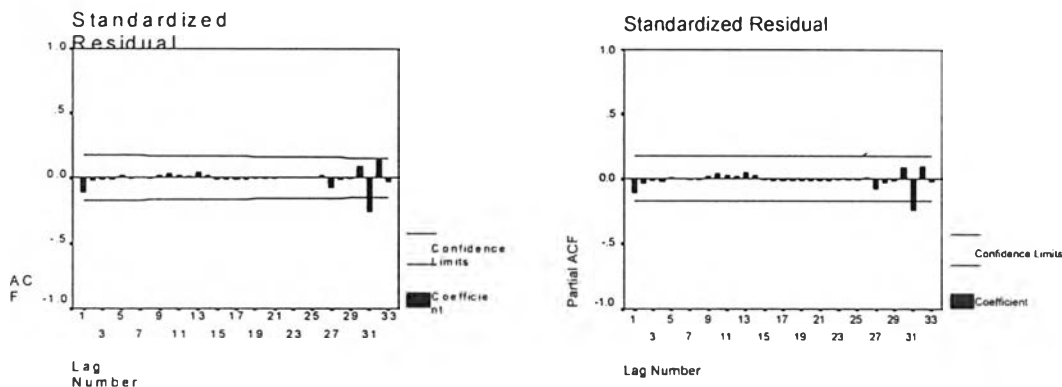 Standardized
Residual
1.0
.5
0.0
-.5
-1.0
AC
F
1 5 9 13 17 21 25 29 33
3 7 11 15 19 23 27 31
Lag
Number
Confidence
Limits
Coefficie
nt
Standardized Residual
1.0
.5
0.0
-.5
-1.0
Partial ACF
1 5 9 13 17 21 25 29 33
3 7 11 15 19 23 27 31
Lag Number
Confidence Limits
Coefficient